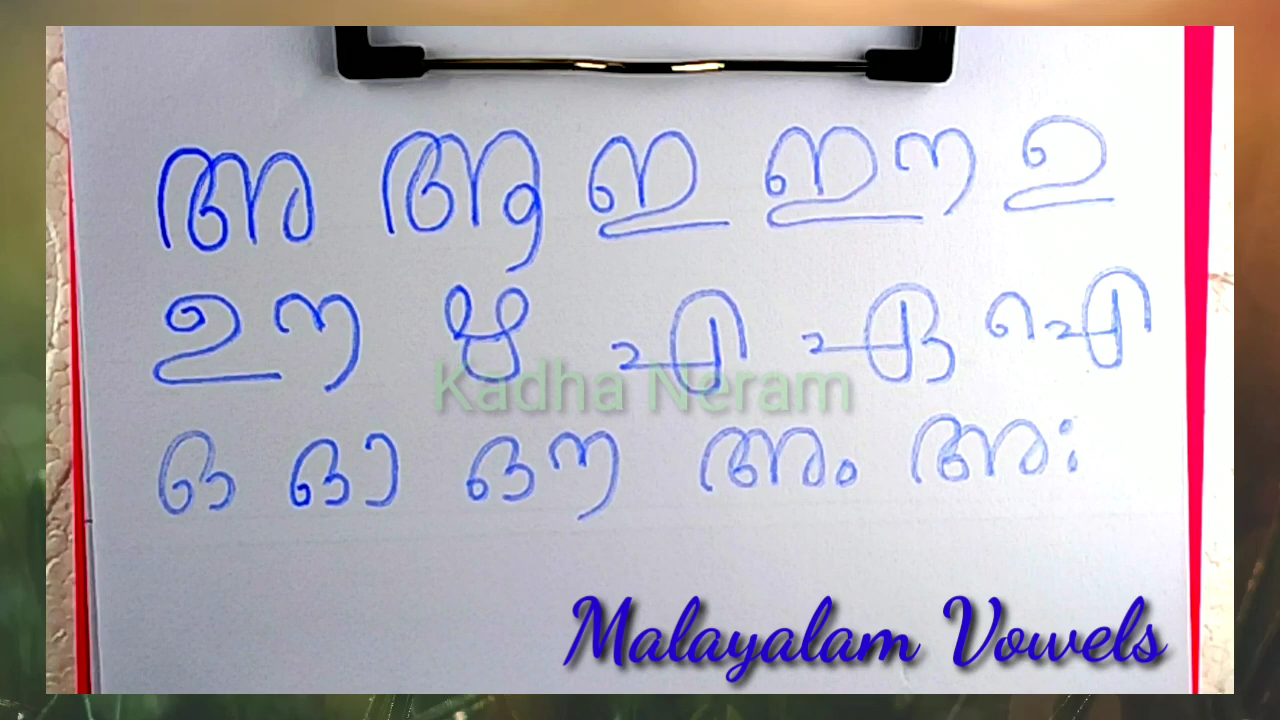 അ ആ ഇ ഈ ഉ
ഊ ഋ എ ഏ ഐ
ഒ ഓ ഔ അം അഃ
Kadha Neram
Malayalam Vowels